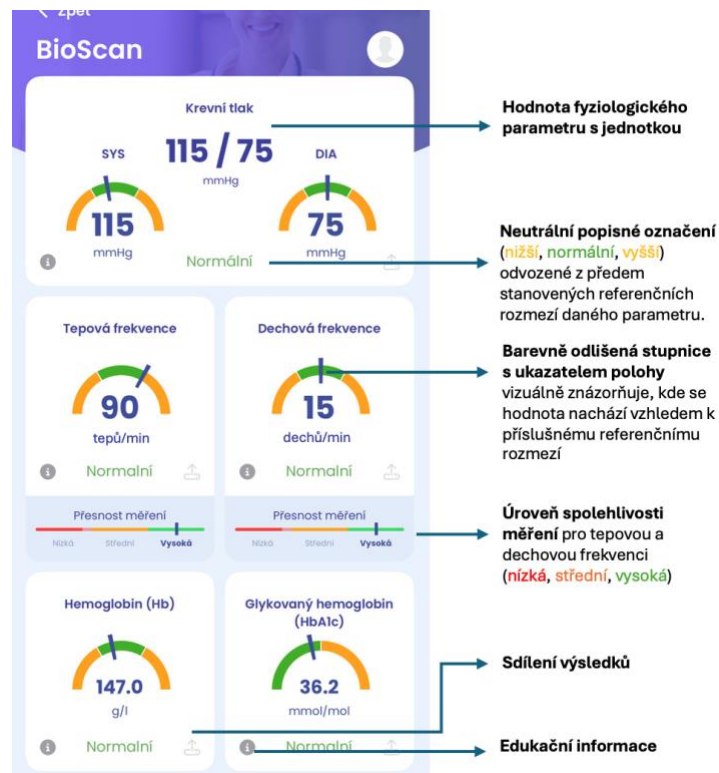 Zpět
BioScan
Krevní tlak
SYS
115 / 75
DIA
mmHg
115
mmHg
75
mmHg
Normální
Tepová frekvence
90
tepů/min
Normalní
Přesnost měření
Nízká
Střední
Vysoká
Dechová frekvence
15
dechů/min
Normalní
Přesnost měření
Nízká
Střední
Vysoká
Hemoglobin (Hb)
147.0
g/l
Normalní
Glykovaný hemoglobin
(HbA1c)
36.2
mmol/mol
Normalní
Hodnota fyziologického
parametru s jednotkou
Neutrální popisné označení
(nižší, normální, vyšší)
odvozené z předem
stanovených referenčních
rozmezí daného parametru.
Barevně odlišená stupnice
s ukazatelem polohy
vizuálně znázorňuje, kde se
hodnota nachází vzhledem k
příslušnému referenčnímu
rozmezí
Úroveň spolehlivosti
měření pro tepovou a
dechovou frekvenci
(nízká, střední, vysoká)
Sdílení výsledků
Edukační informace